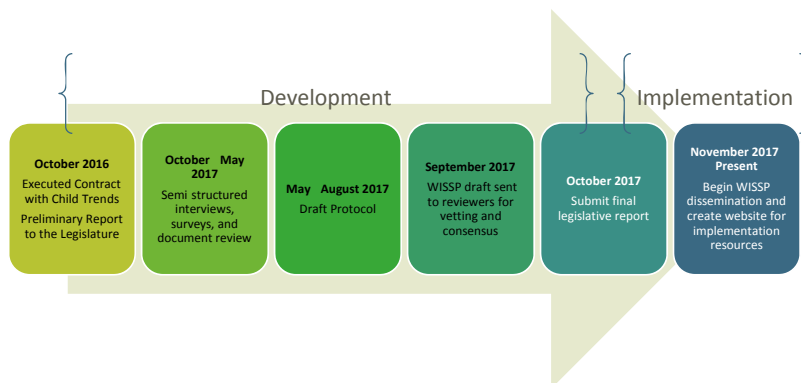 Development
Implementation
October 2016
Executed Contract
with Child Trends
Preliminary Report
to the Legislature
October May
2017
Semi structured
interviews,
surveys, and
document review
May August 2017
Draft Protocol
September 2017
WISSP draft sent
to reviewers for
vetting and
consensus
October 2017
Submit final
legislative report
November 2017
Present
Begin WISSP
dissemination and
create website for
implementation
resources